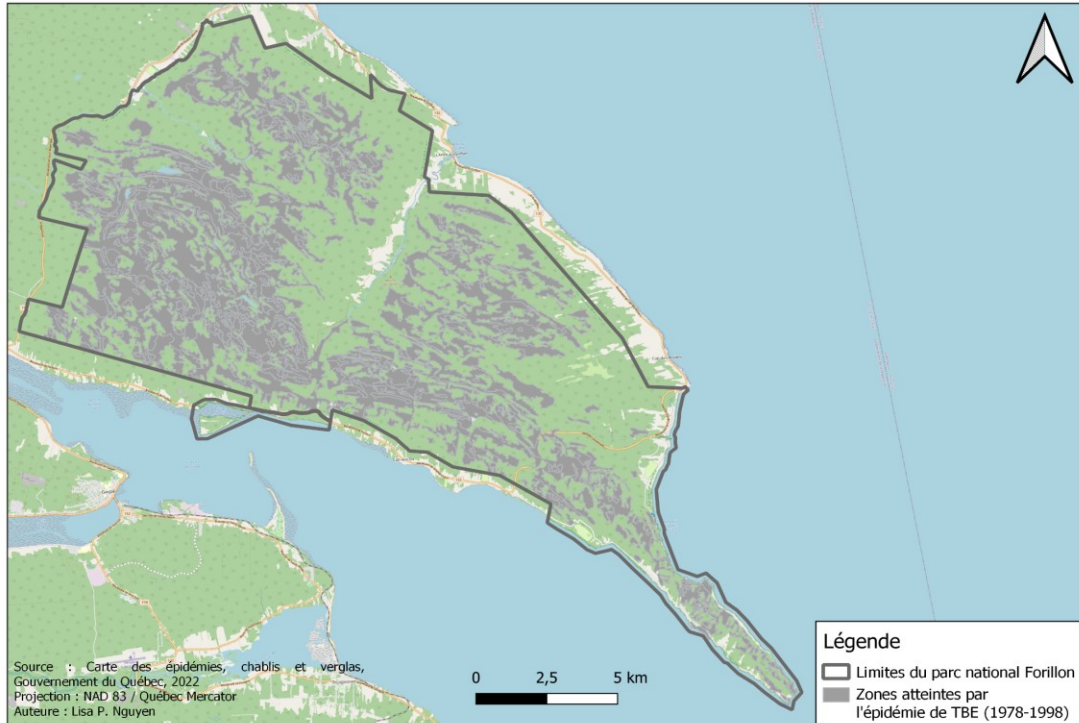 Source : Carte des épidémies, chablis et verglas,
Gouvernement du Québec, 2022
Projection : NAD 83 / Québec Mercator
Auteure : Lisa P. Nguyen
0 2,5 5 km
Légende
Limites du parc national Forillon
Zones atteintes par
l'épidémie de TBE (1978-1998)